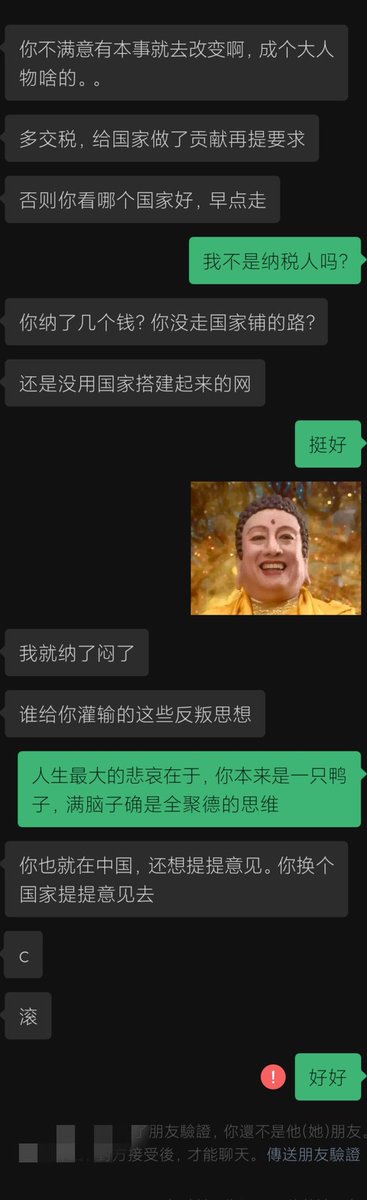 你不满意有本事就去改变啊，成个大人
物啥的。。
多交税，给国家做了贡献再提要求
否则你看哪个国家好，早点走
我不是纳税人吗？
你纳了几个钱？你没走国家铺的路？
还是没用国家搭建起来的网
挺好
我就纳了闷了
谁给你灌输的这些反叛思想
人生最大的悲哀在于，你本来是一只鸭
子，满脑子确是全聚德的思维
你也就在中国，还想提提意见。你换个
国家提提意见去
c
滚
好好
了朋友驗證，你還不是他(她)朋友。
對方接受後，才能聊天。傳送朋友驗證